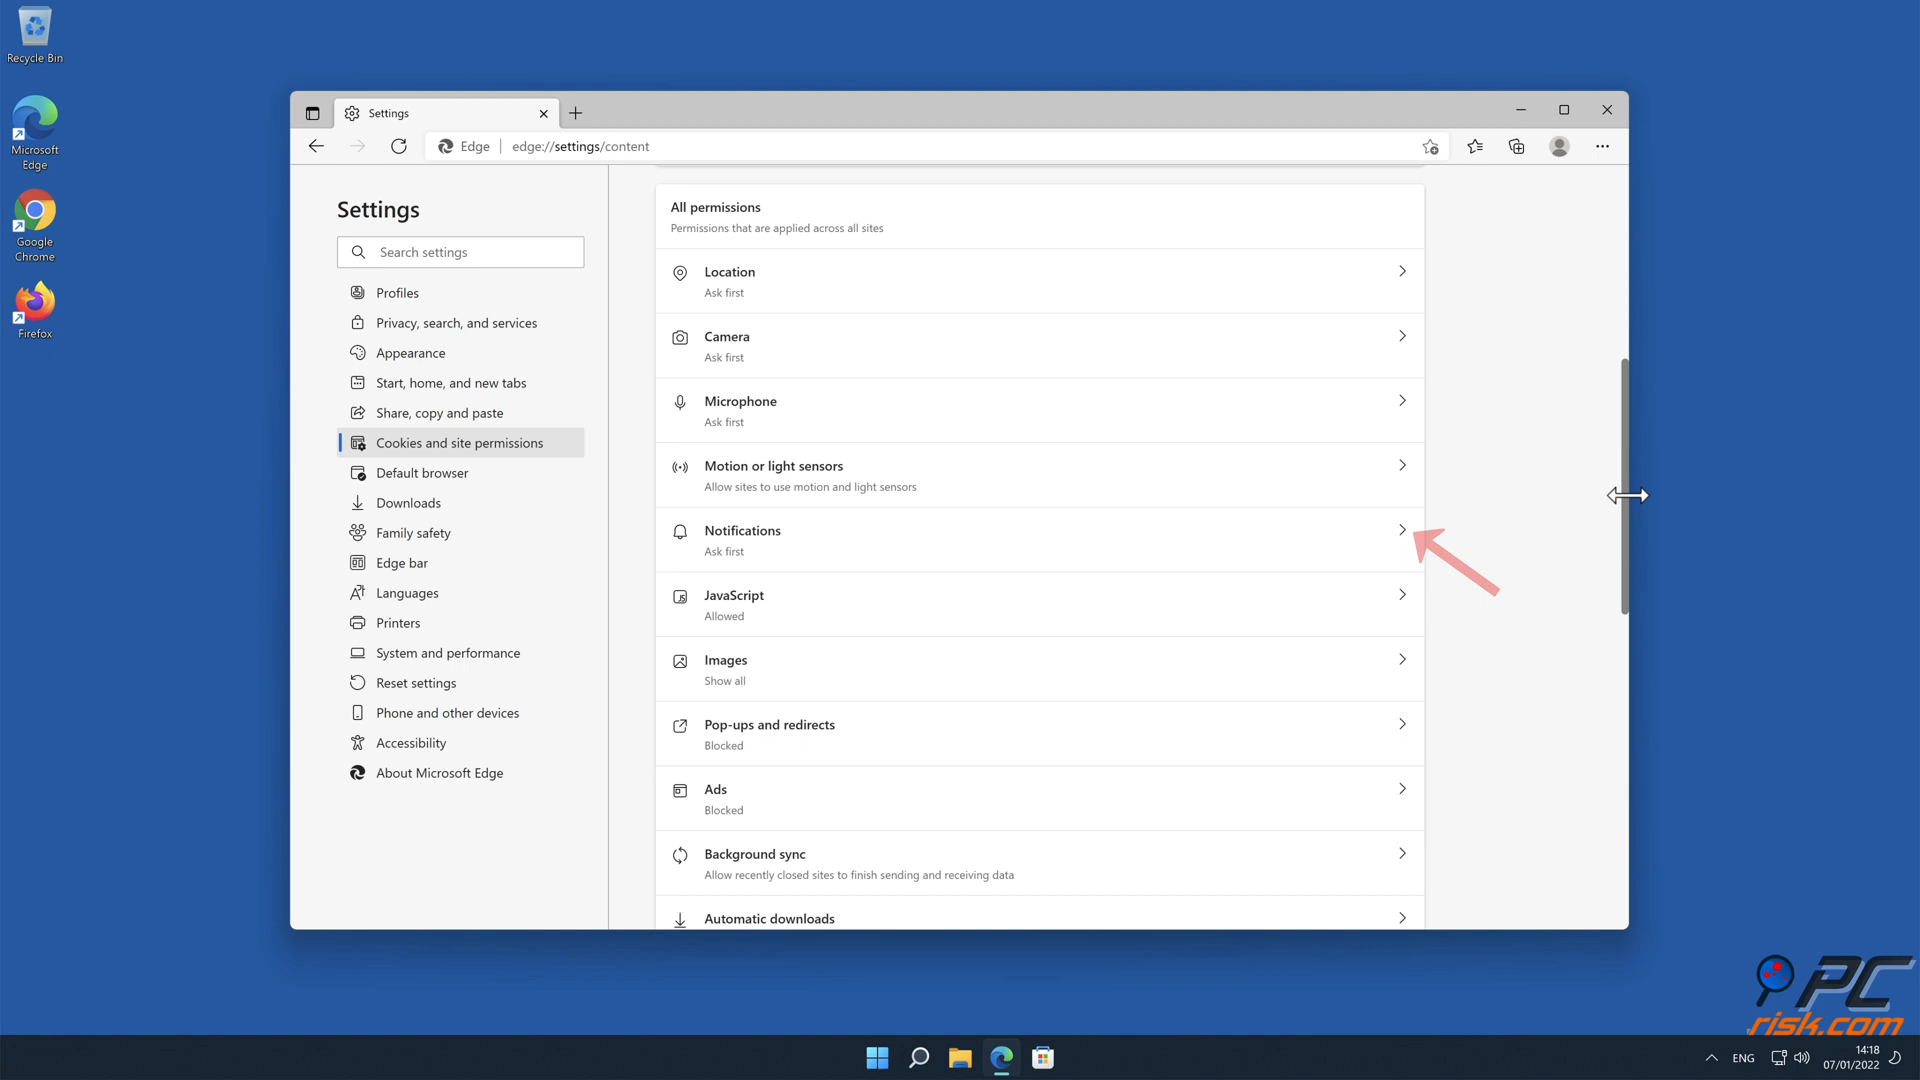 Recycle Bin
Microsoft
Edge
Google
Chrome
Firefox
Settings
Edge
edge://settings/content
Settings
Search settings
Profiles
Privacy, search, and services
Appearance
Start, home, and new tabs
Share, copy and paste
Cookies and site permissions
Default browser
Downloads
Family safety
Edge bar
Languages
Printers
System and performance
Reset settings
Phone and other devices
Accessibility
About Microsoft Edge
All permissions
Permissions that are applied across all sites
Location
Ask first
Camera
Ask first
Microphone
Ask first
Motion or light sensors
Allow sites to use motion and light sensors
Notifications
Ask first
JavaScript
Allowed
Images
Show all
Pop-ups and redirects
Blocked
Ads
Blocked
Background sync
Allow recently closed sites to finish sending and receiving data
Automatic downloads
PC
risk.com
ENG
14:18
07/01/2022